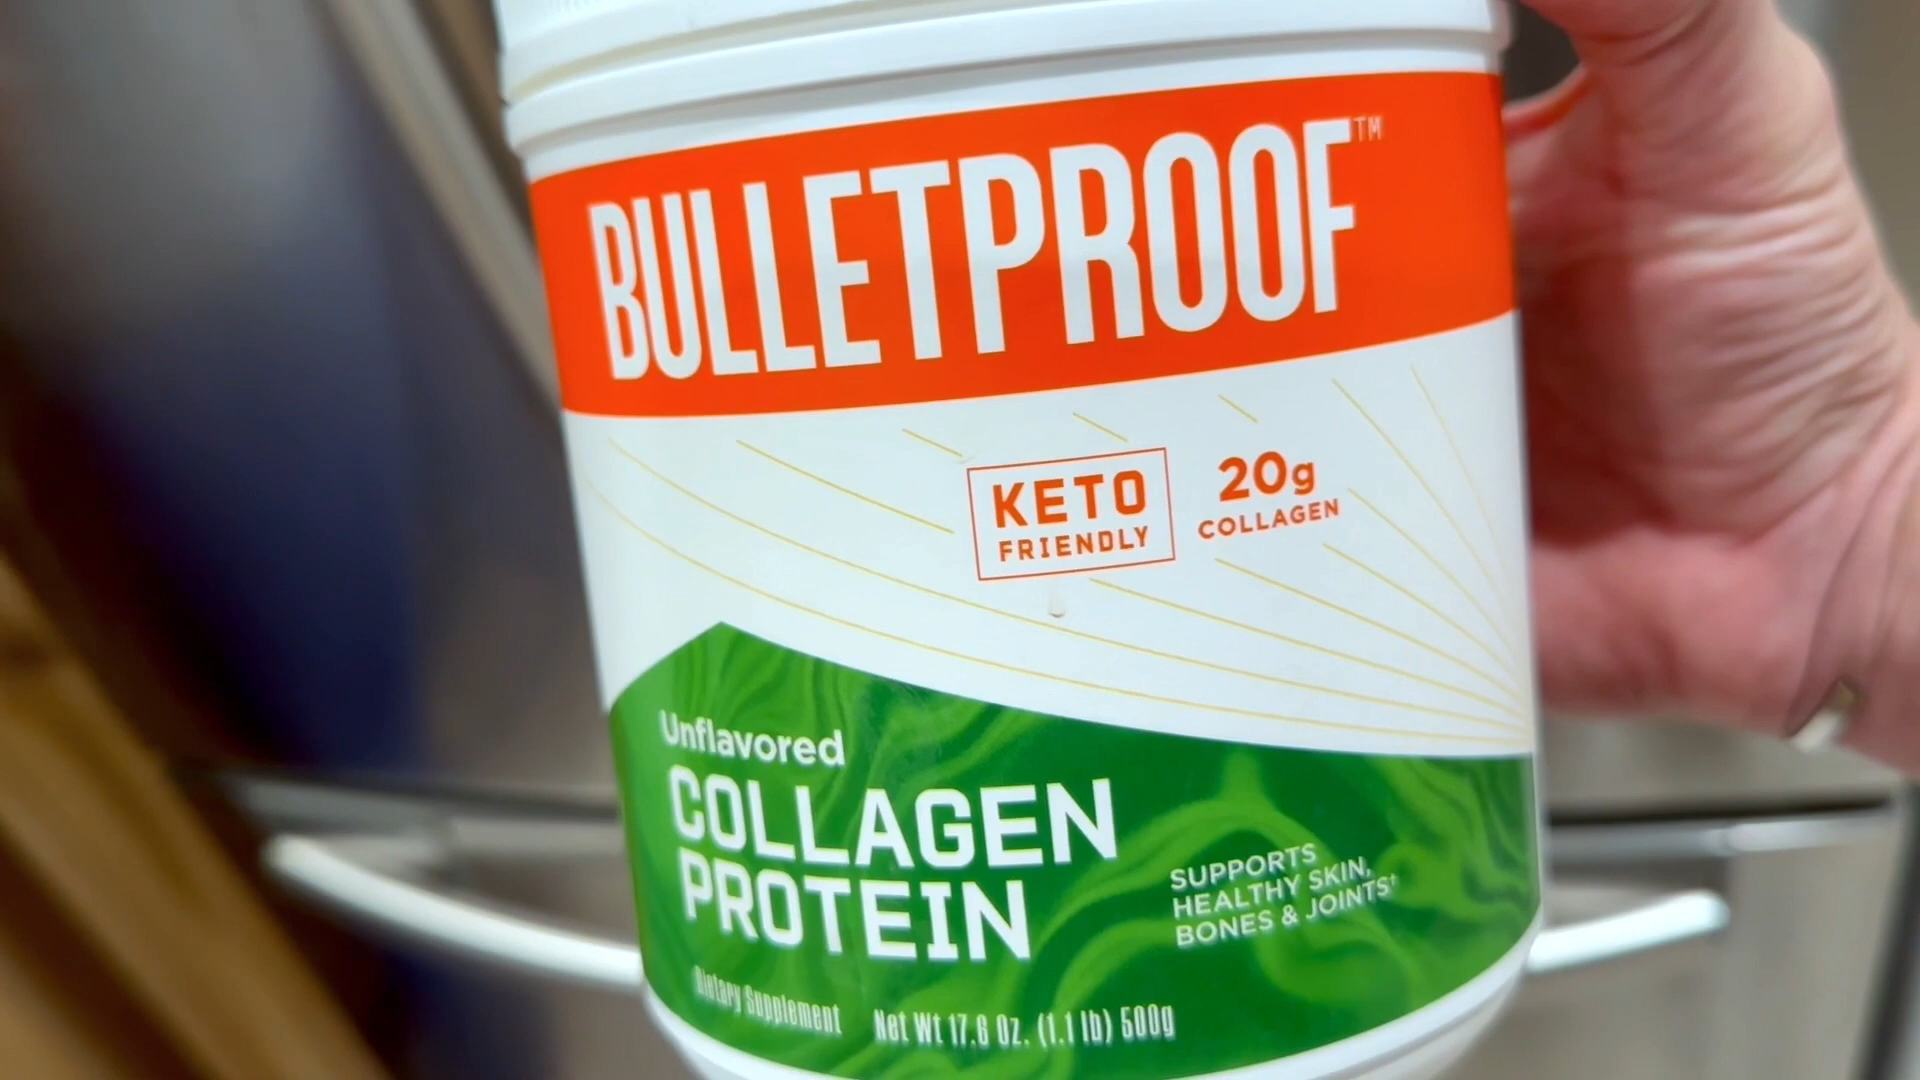 BULLETPROOF™
KETO
FRIENDLY
20g
COLLAGEN
Unflavored
COLLAGEN
PROTEIN
SUPPORTS
HEALTHY SKIN,
BONES & JOINTS†
Dietary Supplement
Net Wt 17.6 Oz. (1.1 lb) 500g